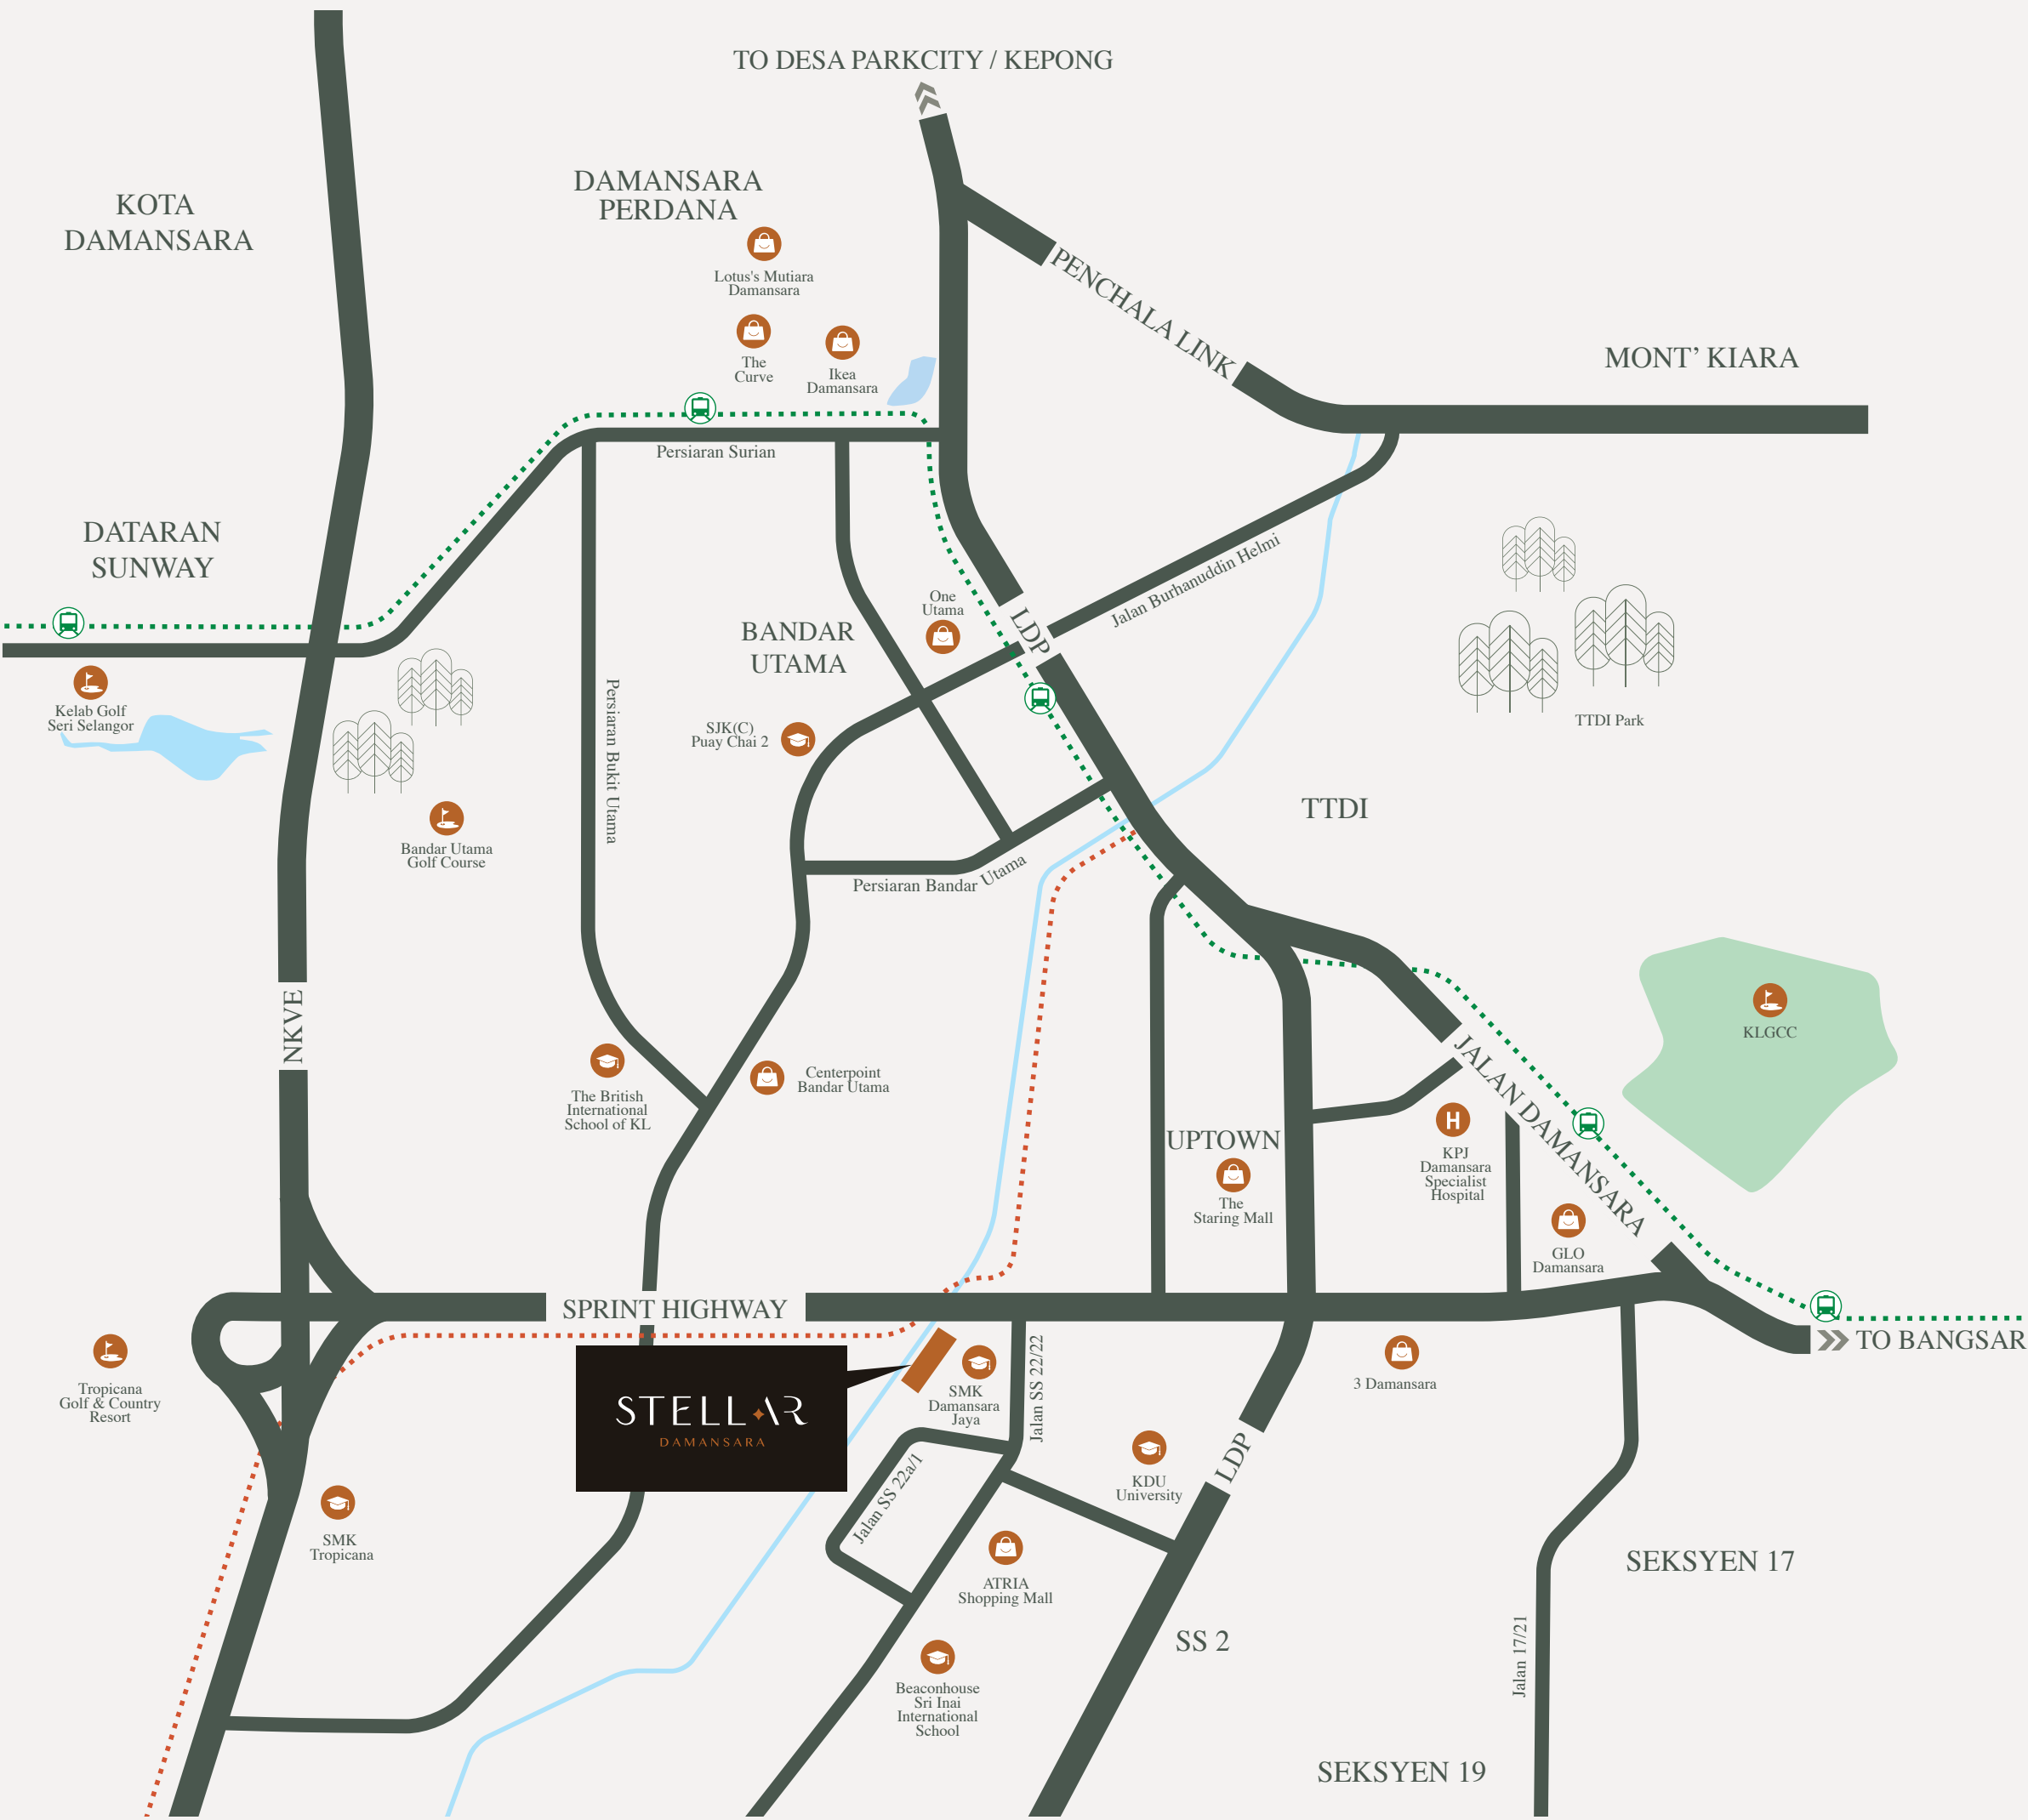 TO DESA PARKCITY / KEPONG
KOTA
DAMANSARA
DAMANSARA
PERDANA
Lotus's Mutiara
Damansara
The
Curve
Ikea
Damansara
PENCHALA LINK
MONT’ KIARA
Persiaran Surian
DATARAN
SUNWAY
Jalan Burhanuddin Helmi
One
Utama
LDP
BANDAR
UTAMA
Kelab Golf
Seri Selangor
Persiaran Bukit Utama
SJK(C)
Puay Chai 2
TTDI Park
TTDI
Bandar Utama
Golf Course
Persiaran Bandar Utama
NKVE
KLGCC
The British
International
School of KL
Centerpoint
Bandar Utama
JALAN DAMANSARA
UPTOWN
The
Staring Mall
H
KPJ
Damansara
Specialist
Hospital
GLO
Damansara
SPRINT HIGHWAY
TO BANGSAR
Tropicana
Golf & Country
Resort
STELLAR
DAMANSARA
SMK
Damansara
Jaya
Jalan SS 22/22
3 Damansara
LDP
Jalan SS 22a/1
KDU
University
SMK
Tropicana
ATRIA
Shopping Mall
SEKSYEN 17
SS 2
Jalan 17/21
Beaconhouse
Sri Inai
International
School
SEKSYEN 19